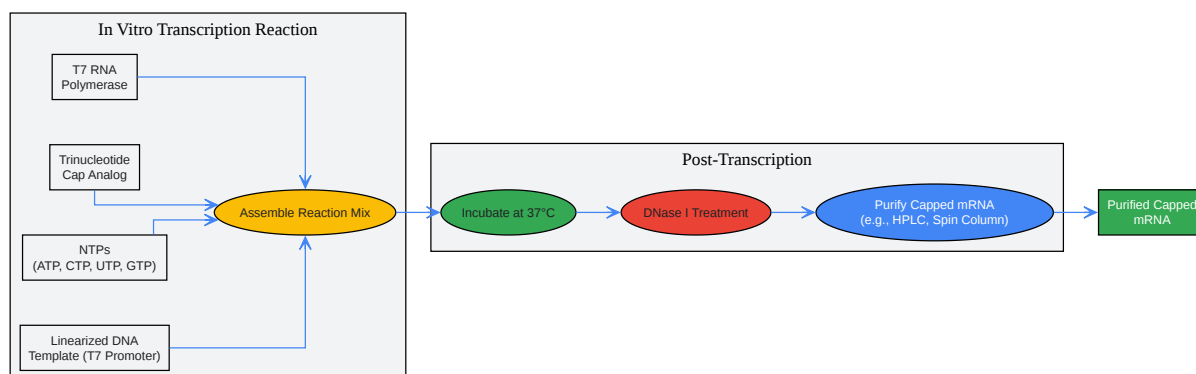 In Vitro Transcription Reaction
T7 RNA
Polymerase
Trinucleotide
Cap Analog
NTPs
(ATP, CTP, UTP, GTP)
Linearized DNA
Template (T7 Promoter)
Assemble Reaction Mix
Post-Transcription
Incubate at 37°C
DNase I Treatment
Purify Capped mRNA
(e.g., HPLC, Spin Column)
Purified Capped
mRNA